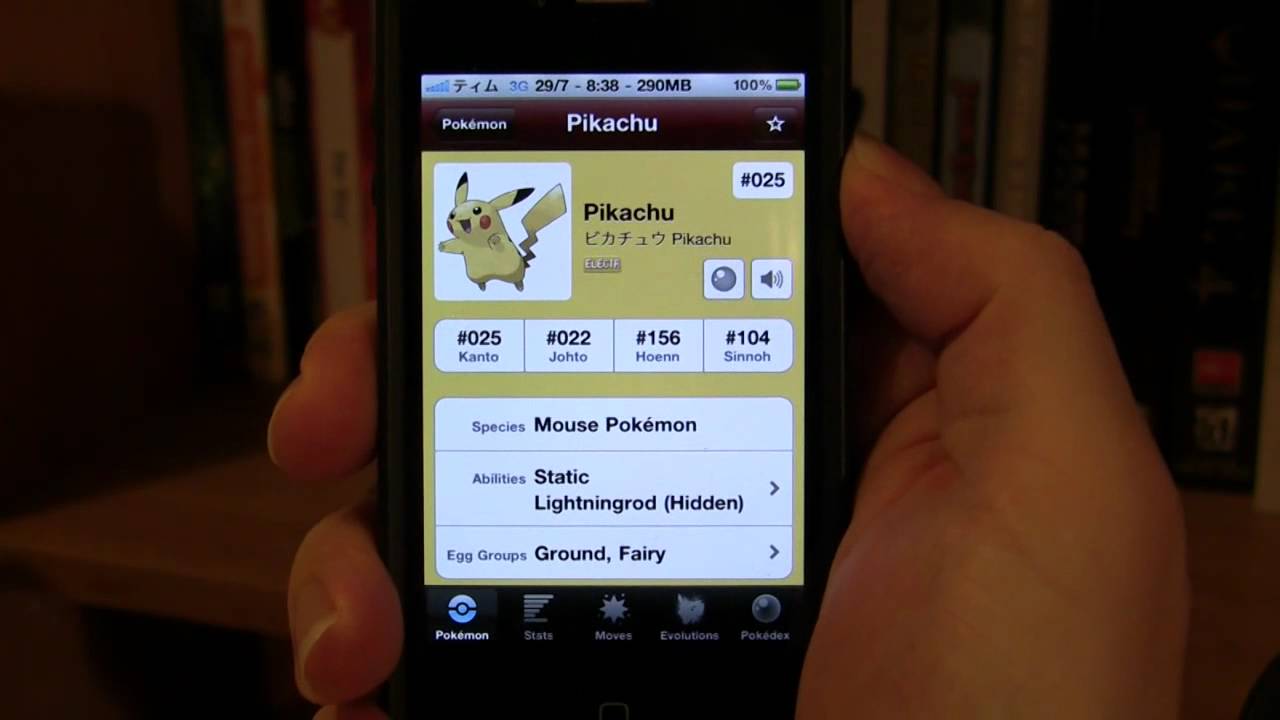 ティム 3G 29/7 - 8:38 - 290MB 100%
Pokémon Pikachu
#025
Pikachu
ピカチュウ Pikachu
ELECTR
#025 #022 #156 #104
Kanto Johto Hoenn Sinnoh
Species Mouse Pokémon
Abilities Static
Lightningrod (Hidden)
Egg Groups Ground, Fairy
Pokémon Stats Moves Evolutions Pokédex